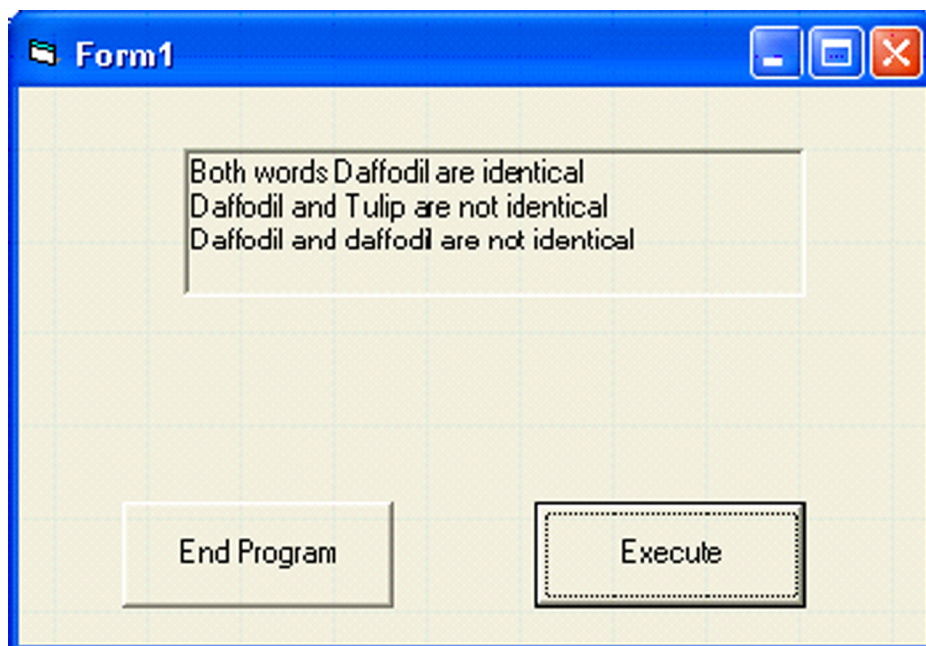 Form1
Both words Daffodil are identical
Daffodil and Tulip are not identical
Daffodil and daffodil are not identical
End Program
Execute